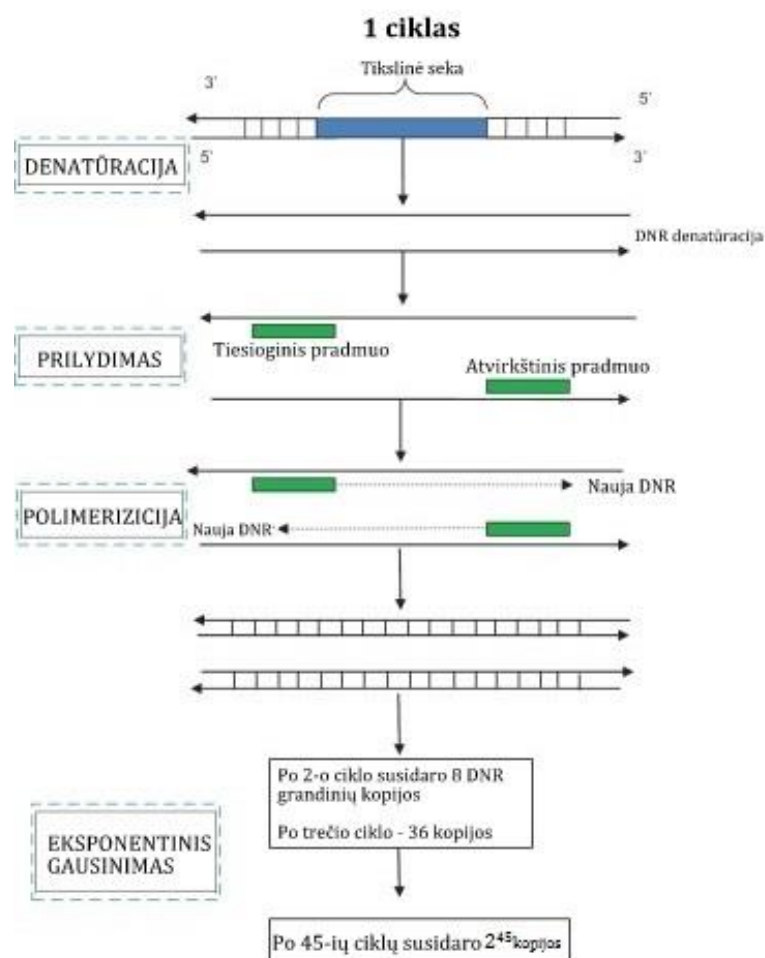 1 ciklas
Tikslinė seka
3'
5'
5'
3'
DENATŪRACIJA
DNR denatūracija
PRILYDIMAS
Tiesioginis pradmuo
Atvirkštinis pradmuo
POLIMERIZICIJA
Nauja DNR
Nauja DNR
Po 2-o ciklo susidaro 8 DNR
grandinių kopijos
Po trečio ciklo - 36 kopijos
EKSPONENTINIS
GAUSINIMAS
Po 45-ių ciklų susidaro 2⁴⁵kopijos